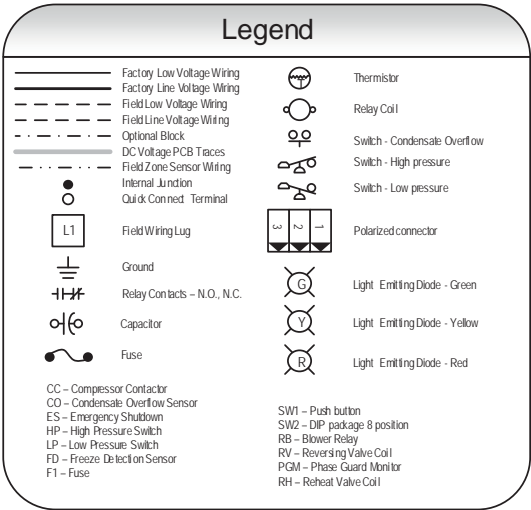 Legend
Factory Low Voltage Wiring
Factory Line Voltage Wiring
Field Low Voltage Wiring
Field Line Voltage Wiring
Optional Block
DC Voltage PCB Traces
Field Zone Sensor Wiring
Internal Junction
Quick Connect Terminal
L1
Field Wiring Lug
Ground
Relay Contacts – N.O., N.C.
Capacitor
Fuse
Thermistor
Relay Coil
Switch - Condensate Overflow
Switch - High pressure
Switch - Low pressure
3 2 1
Polarized connector
G
Light Emitting Diode - Green
Y
Light Emitting Diode - Yellow
R
Light Emitting Diode - Red
CC – Compressor Contactor
CO – Condensate Overflow Sensor
ES – Emergency Shutdown
HP – High Pressure Switch
LP – Low Pressure Switch
FD – Freeze Detection Sensor
F1 – Fuse
SW1 – Push button
SW2 – DIP package 8 position
RB – Blower Relay
RV – Reversing Valve Coil
PGM – Phase Guard Monitor
RH – Reheat Valve Coil